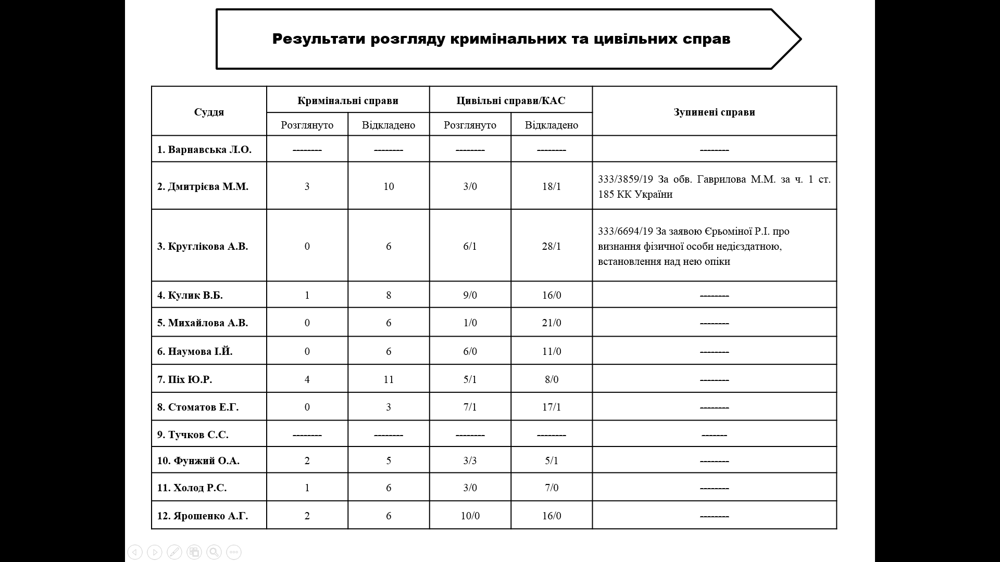 Результати розгляду кримінальних та цивільних справ
Суддя Кримінальні справи Цивільні справи/КАС Зупинені справи
Розглянуто Відкладено Розглянуто Відкладено
1. Варнавська Л.О. -------- -------- -------- -------- --------
2. Дмитрієва М.М. 3 10 3/0 18/1 333/3859/19 За обв. Гаврилова М.М. за ч. 1 ст.
185 КК України
3. Круглікова А.В. 0 6 6/1 28/1 333/6694/19 За заявою Єрьоміної Р.І. про
визнання фізичної особи недієздатною,
встановлення над нею опіки
4. Кулик В.Б. 1 8 9/0 16/0 --------
5. Михайлова А.В. 0 6 1/0 21/0 --------
6. Наумова І.Й. 0 6 6/0 11/0 --------
7. Піх Ю.Р. 4 11 5/1 8/0 --------
8. Стоматов Е.Г. 0 3 7/1 17/1 --------
9. Тучков С.С. -------- -------- -------- -------- -------
10. Фунжий О.А. 2 5 3/3 5/1 --------
11. Холод Р.С. 1 6 3/0 7/0 --------
12. Ярошенко А.Г. 2 6 10/0 16/0 --------